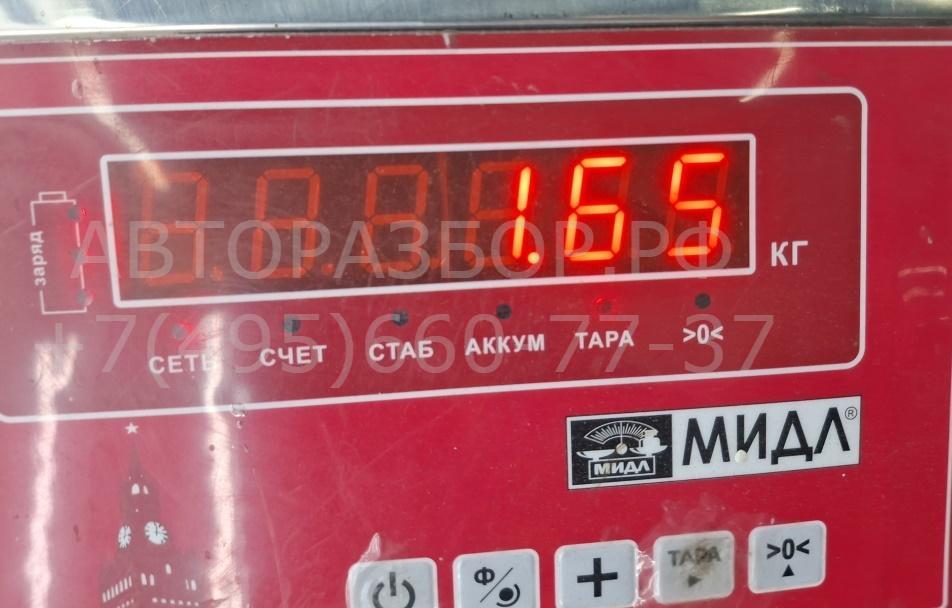 1.65
КГ
заряд
АВТОРАЗБОР.РФ
+7(495)660-77-37
СЕТЬ СЧЕТ СТАБ АККУМ ТАРА >0<
МИДЛ МИДЛ®
Ф + ТАРА >0<